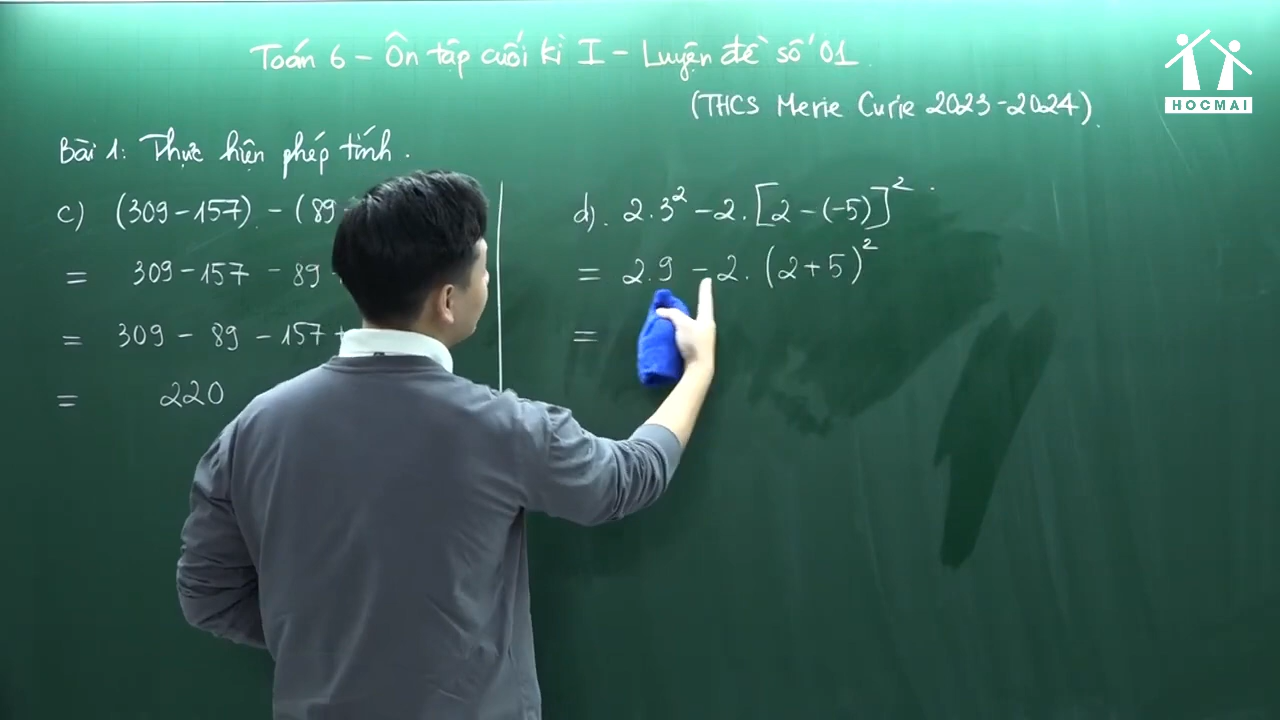 Toán 6 – Ôn tập cuối kì I – Luyện đề số 01
(THCS Merie Curie 2023-2024).
HOCMAI
Bài 1: Thực hiện phép tính.
c) (309 – 157) – (89
= 309 – 157 – 89
= 309 – 89 – 157 +
= 220
d). 2.3² – 2.[2 – (-5)]².
= 2.9 – 2. (2+5)²
=